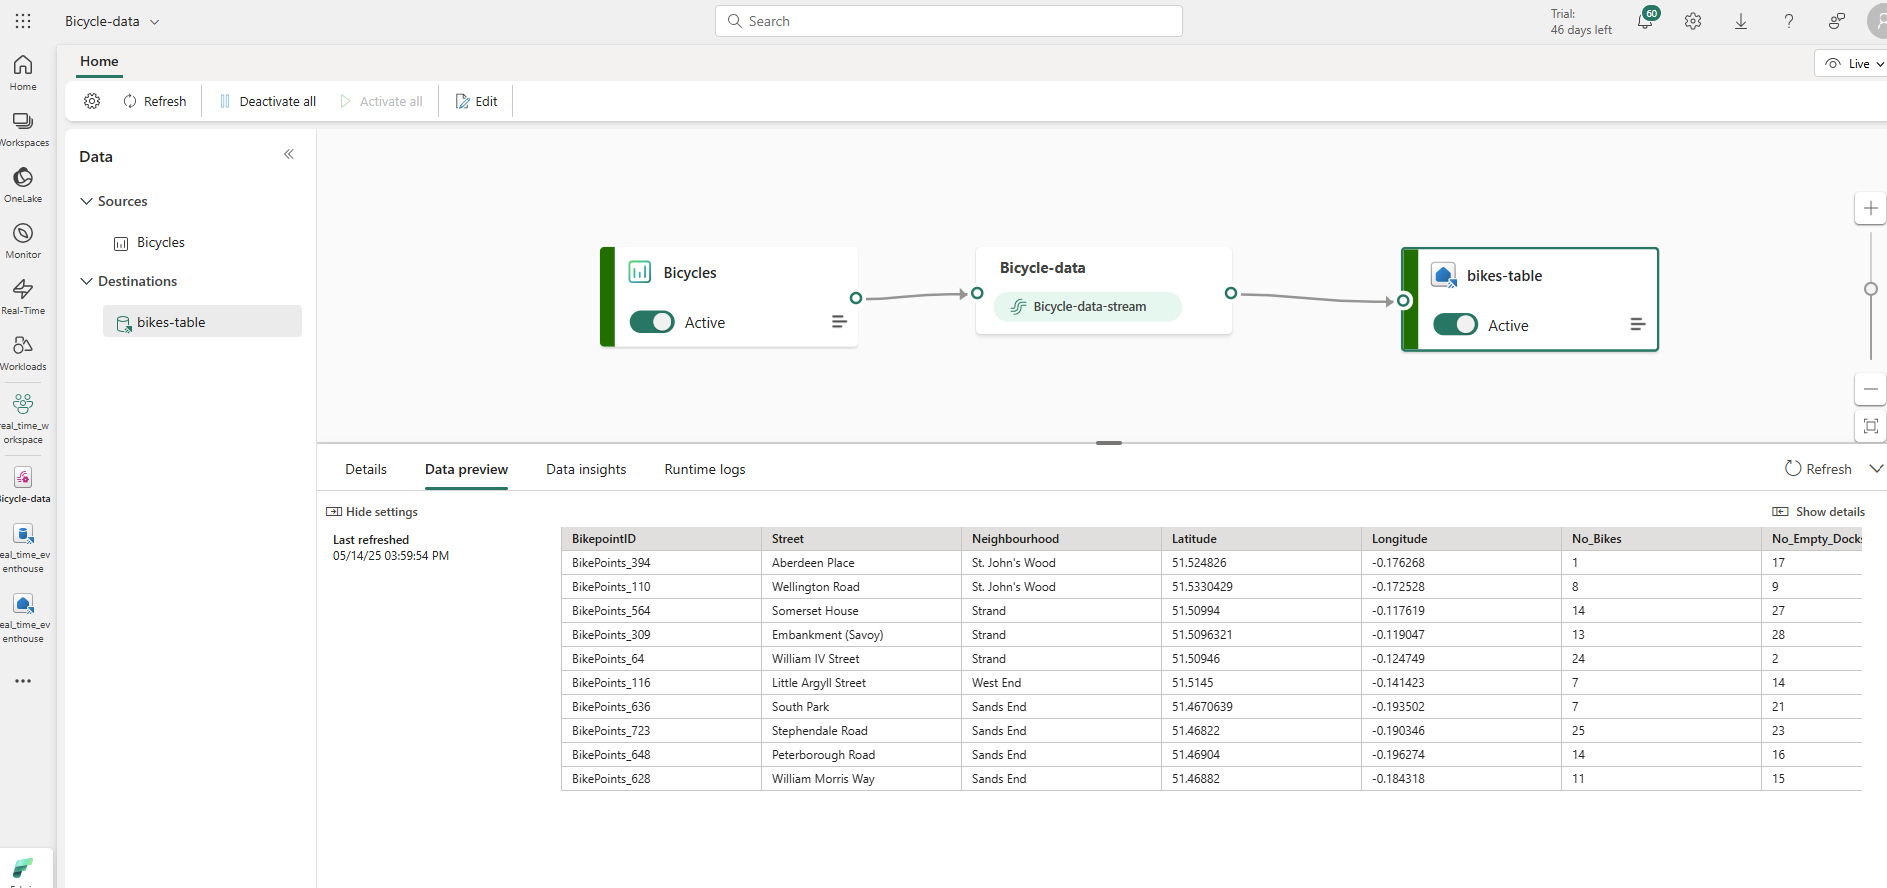 Bicycle-data
Search
Trial:
46 days left
60
Home
Live
Refresh
Deactivate all
Activate all
Edit
Home
Workspaces
OneLake
Monitor
Real-Time
Workloads
real_time_w
orkspace
Bicycle-data
real_time_ev
enthouse
real_time_ev
enthouse
Data
Sources
Bicycles
Destinations
bikes-table
Bicycles
Active
Bicycle-data
Bicycle-data-stream
bikes-table
Active
Details Data preview Data insights Runtime logs
Refresh
Hide settings
Show details
Last refreshed
05/14/25 03:59:54 PM
BikepointID Street Neighbourhood Latitude Longitude No_Bikes No_Empty_Docks
BikePoints_394 Aberdeen Place St. John's Wood 51.524826 -0.176268 1 17
BikePoints_110 Wellington Road St. John's Wood 51.5330429 -0.172528 8 9
BikePoints_564 Somerset House Strand 51.50994 -0.117619 14 27
BikePoints_309 Embankment (Savoy) Strand 51.5096321 -0.119047 13 28
BikePoints_64 William IV Street Strand 51.50946 -0.124749 24 2
BikePoints_116 Little Argyll Street West End 51.5145 -0.141423 7 14
BikePoints_636 South Park Sands End 51.4670639 -0.193502 7 21
BikePoints_723 Stephendale Road Sands End 51.46822 -0.190346 25 23
BikePoints_648 Peterborough Road Sands End 51.46904 -0.196274 14 16
BikePoints_628 William Morris Way Sands End 51.46882 -0.184318 11 15